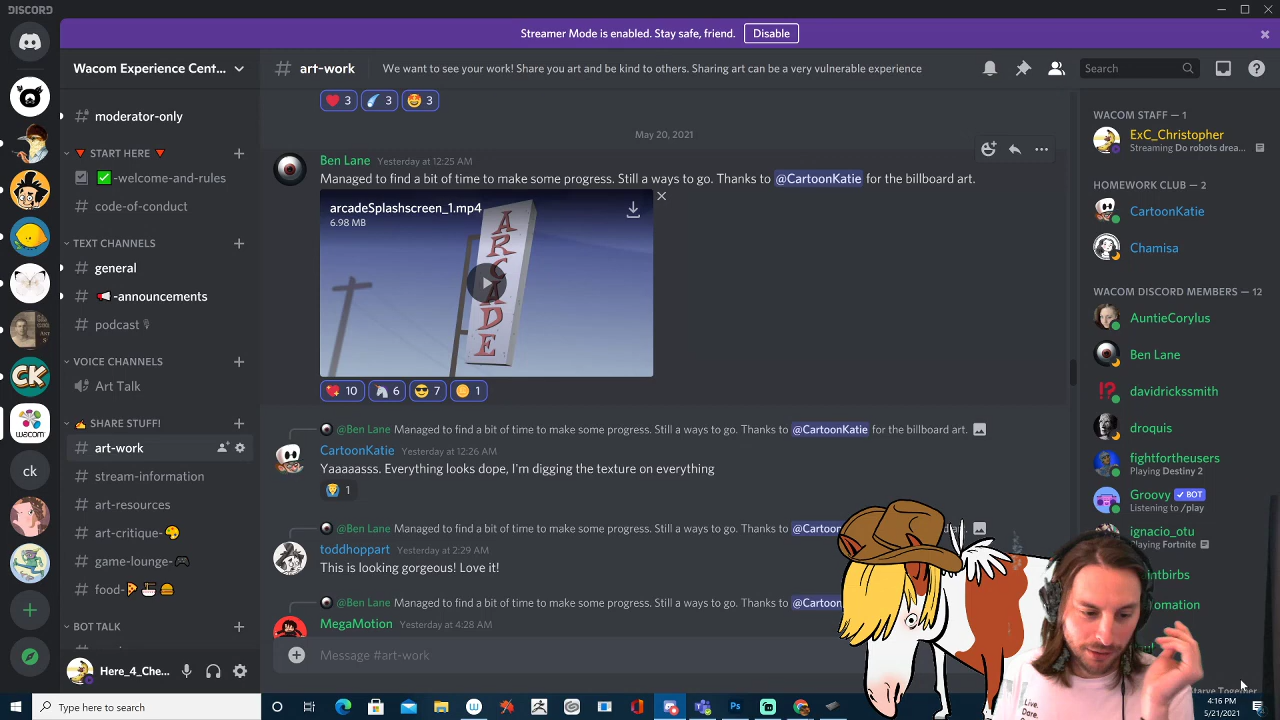 DISCORD
Streamer Mode is enabled. Stay safe, friend. Disable
Wacom Experience Cent...
moderator-only
START HERE
-welcome-and-rules
code-of-conduct
TEXT CHANNELS
general
-announcements
podcast
VOICE CHANNELS
Art Talk
SHARE STUFF!
art-work
stream-information
art-resources
art-critique-
game-lounge-
food-
BOT TALK
Here_4_Che...
CK
wacom
ck
# art-work We want to see your work! Share you art and be kind to others. Sharing art can be a very vulnerable experience
Search
3 3 3
May 20, 2021
Ben Lane Yesterday at 12:25 AM
Managed to find a bit of time to make some progress. Still a ways to go. Thanks to @CartoonKatie for the billboard art.
arcadeSplashscreen_1.mp4
6.98 MB
ARCADE
10 6 7 1
@Ben Lane Managed to find a bit of time to make some progress. Still a ways to go. Thanks to @CartoonKatie for the billboard art.
CartoonKatie Yesterday at 12:26 AM
Yaaaaasss. Everything looks dope, I'm digging the texture on everything
1
@Ben Lane Managed to find a bit of time to make some progress. Still a ways to go. Thanks to @Cartoon
toddhoppart Yesterday at 2:29 AM
This is looking gorgeous! Love it!
@Ben Lane Managed to find a bit of time to make some progress. Still a ways to go. Thanks to @Cartoon
MegaMotion Yesterday at 4:28 AM
Message #art-work
WACOM STAFF — 1
ExC_Christopher
Streaming Do robots drea...
HOMEWORK CLUB — 2
CartoonKatie
Chamisa
WACOM DISCORD MEMBERS — 12
AuntieCorylus
Ben Lane
davidrickssmith
droquis
fightfortheusers
Playing Destiny 2
Groovy ✓ BOT
Listening to /play
ignacio_otu
Playing Fortnite
ointbirbs
omation
Starve Together
Live.
Dare.
Type here to search
4:16 PM
5/21/2021